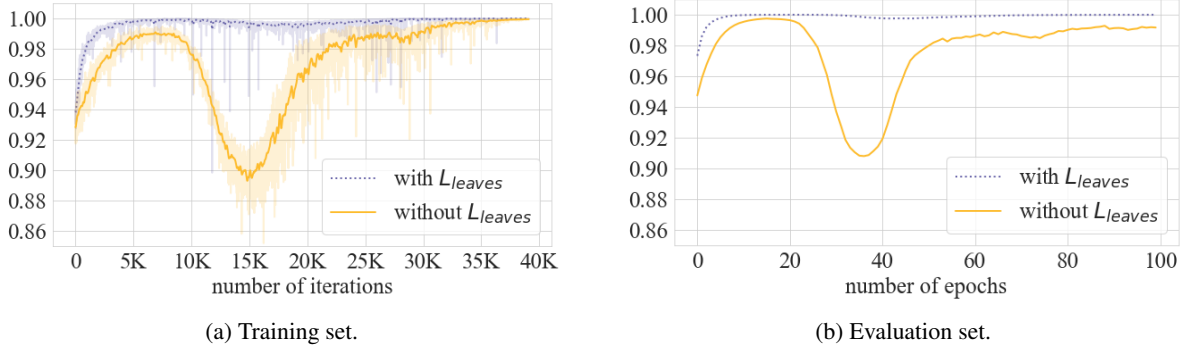 1.00
0.98
0.96
0.94
0.92
0.90
0.88
0.86
0 5K 10K 15K 20K 25K 30K 35K 40K
number of iterations
with L_leaves
without L_leaves
(a) Training set.
1.00
0.98
0.96
0.94
0.92
0.90
0.88
0.86
0 20 40 60 80 100
number of epochs
with L_leaves
without L_leaves
(b) Evaluation set.